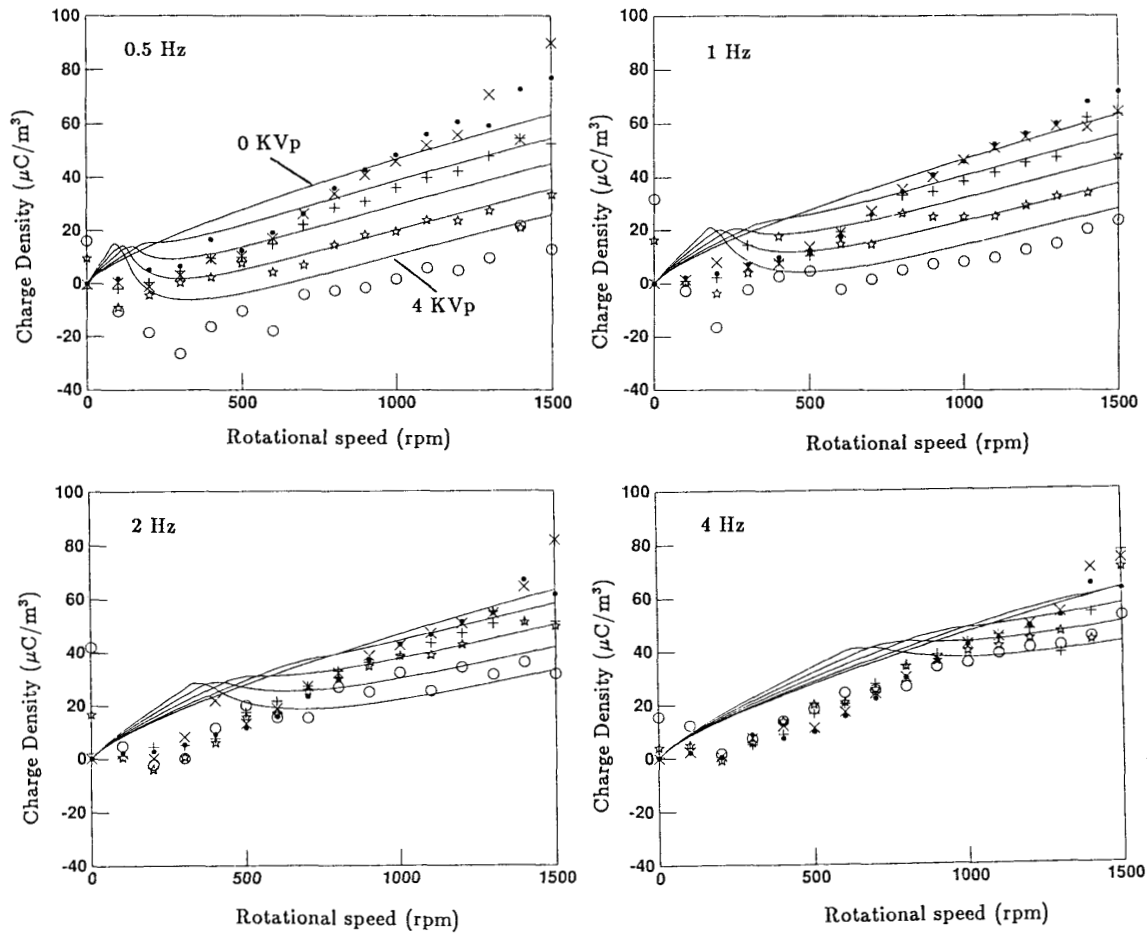 100
80
60
40
20
0
-20
-40
0.5 Hz
0 KVp
4 KVp
Charge Density (μC/m³)
0 500 1000 1500
Rotational speed (rpm)
100
80
60
40
20
0
-20
-40
1 Hz
Charge Density (μC/m³)
0 500 1000 1500
Rotational speed (rpm)
100
80
60
40
20
0
-20
-40
2 Hz
Charge Density (μC/m³)
0 500 1000 1500
Rotational speed (rpm)
100
80
60
40
20
0
-20
-40
4 Hz
Charge Density (μC/m³)
0 500 1000 1500
Rotational speed (rpm)